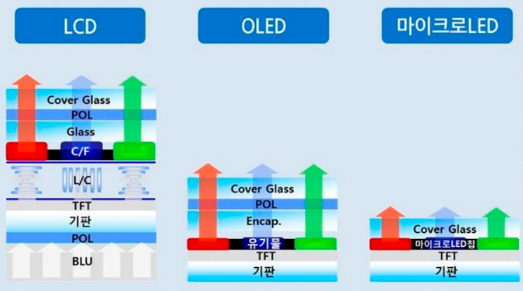 LCD
OLED
마이크로LED
Cover Glass
POL
Glass
C/F
L/C
TFT
기판
POL
BLU
Cover Glass
POL
Encap.
유기물
TFT
기판
Cover Glass
마이크로LED칩
TFT
기판